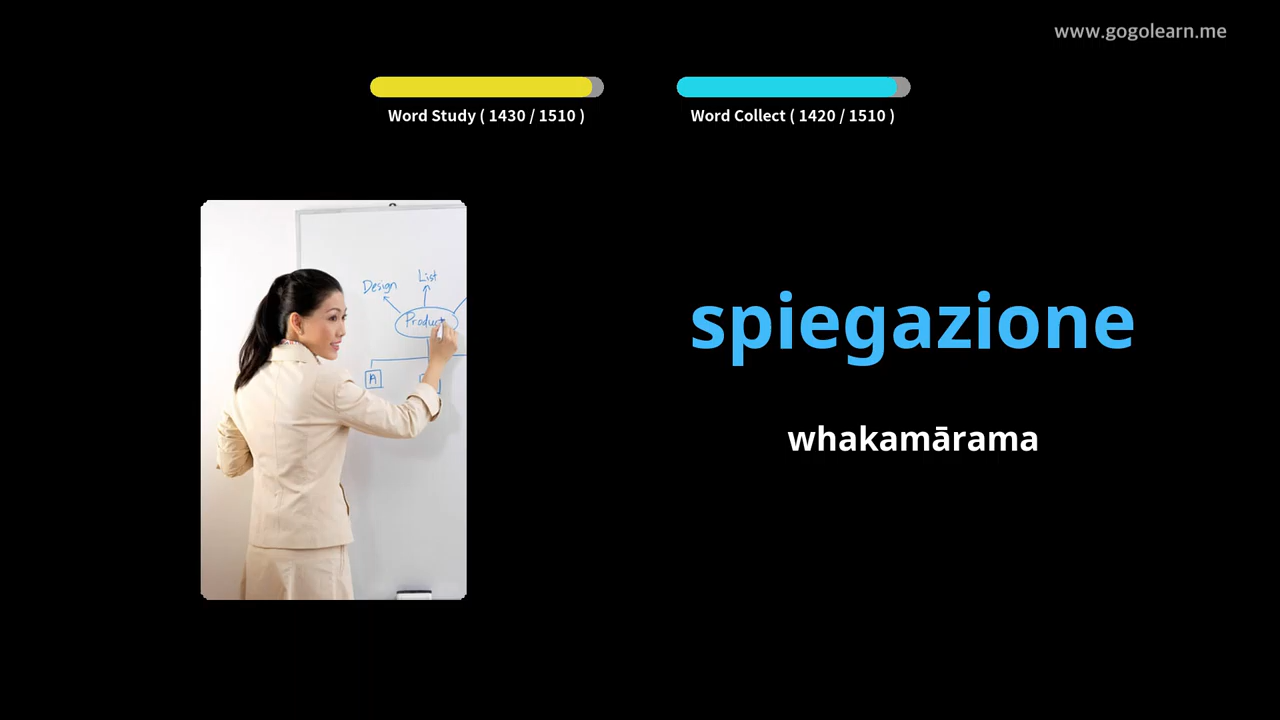 www.gogolearn.me
Word Study ( 1430 / 1510 )
Word Collect ( 1420 / 1510 )
Design
List
Product
A
spiegazione
whakamārama